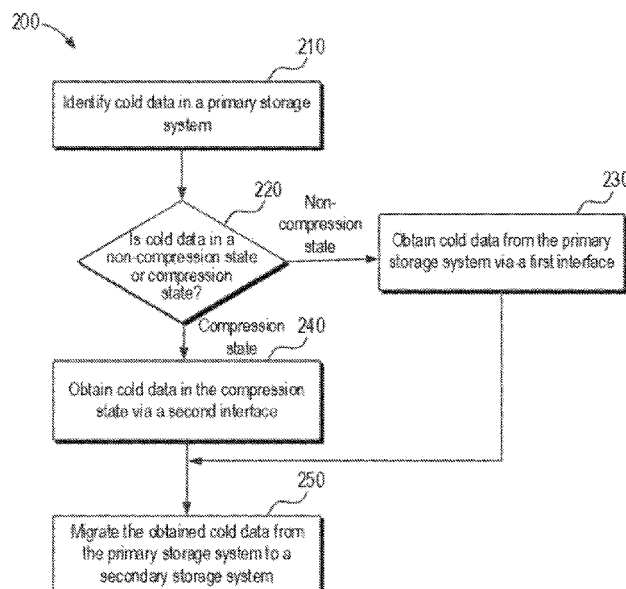 200
210
Identify cold data in a primary storage
system
220
Non-
compression
state
230
Is cold data in a
non-compression state
or compression
state?
Obtain cold data from the primary
storage system via a first interface
Compression
state
240
Obtain cold data in the compression
state via a second interface
250
Migrate the obtained cold data from
the primary storage system to a
secondary storage system